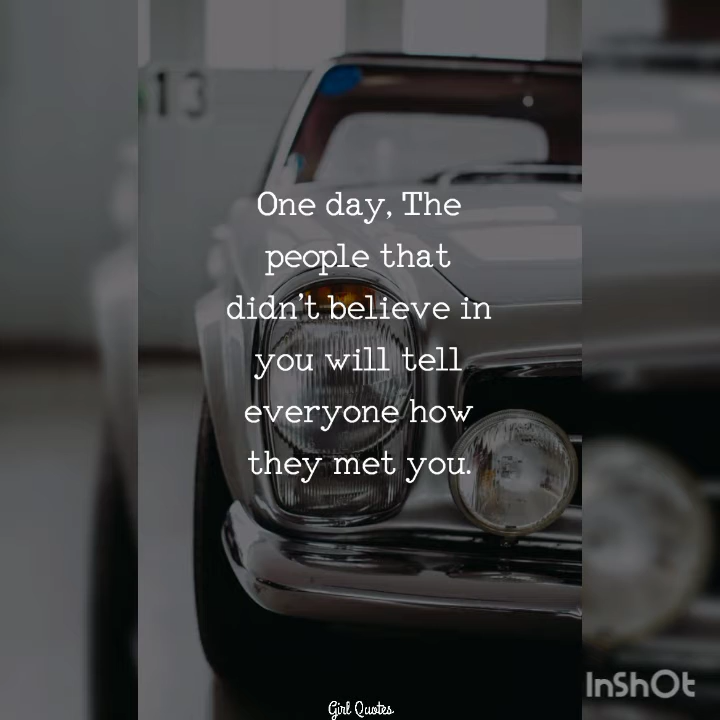 13
One day, The
people that
didn't believe in
you will tell
everyone how
they met you.
InShOt
Girl Quotes